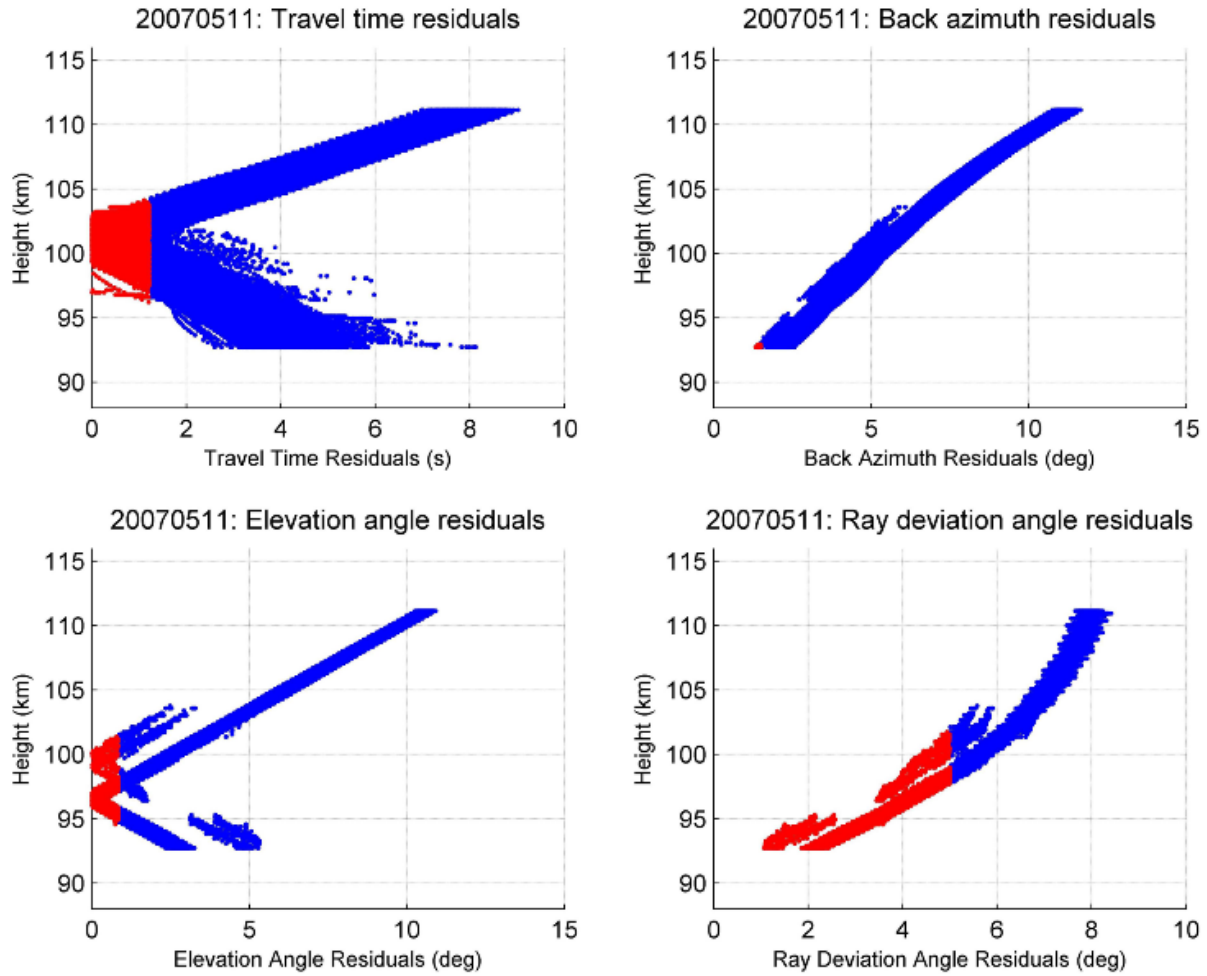 20070511: Travel time residuals
115
110
105
100
95
90
Height (km)
0 2 4 6 8 10
Travel Time Residuals (s)
20070511: Back azimuth residuals
115
110
105
100
95
90
Height (km)
0 5 10 15
Back Azimuth Residuals (deg)
20070511: Elevation angle residuals
115
110
105
100
95
90
Height (km)
0 5 10 15
Elevation Angle Residuals (deg)
20070511: Ray deviation angle residuals
115
110
105
100
95
90
Height (km)
0 2 4 6 8 10
Ray Deviation Angle Residuals (deg)